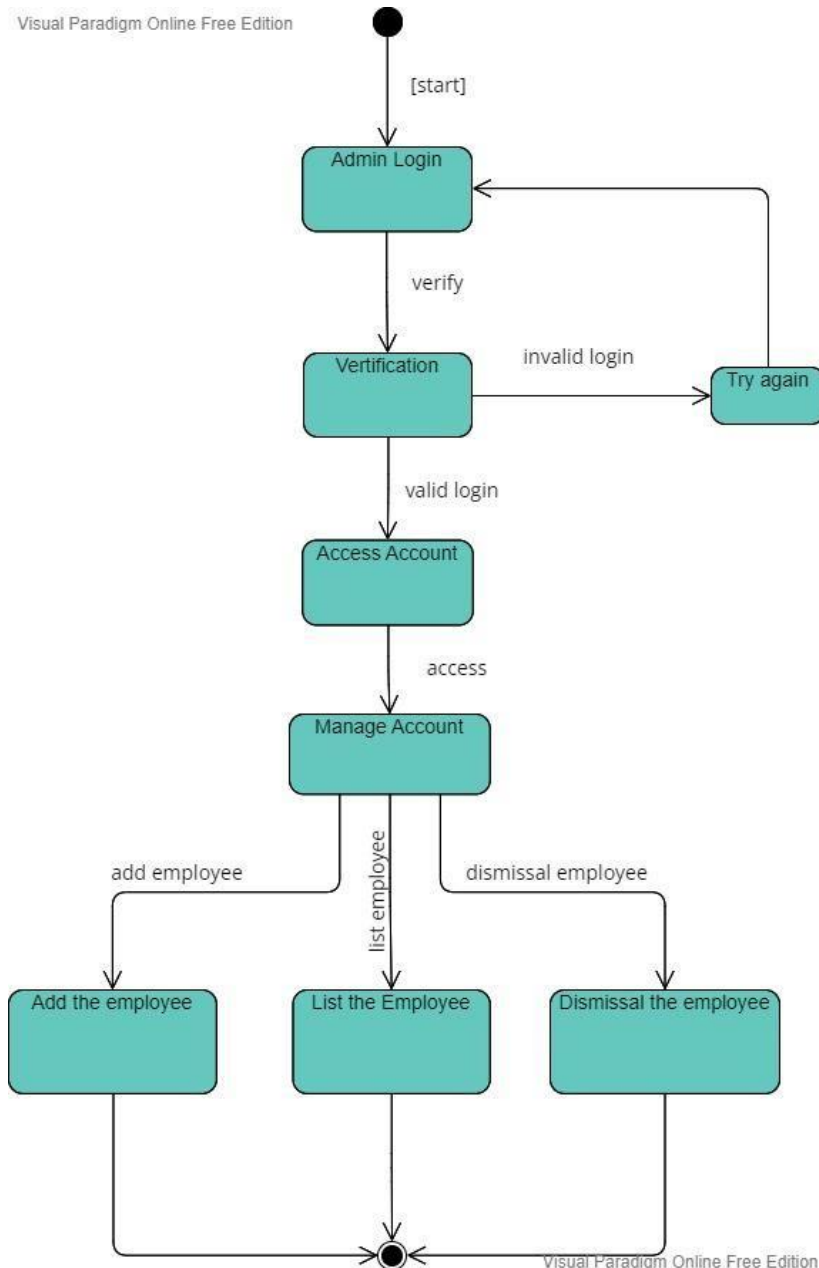 Visual Paradigm Online Free Edition
[start]
Admin Login
verify
Vertification
invalid login
Try again
valid login
Access Account
access
Manage Account
add employee
list employee
dismissal employee
Add the employee
List the Employee
Dismissal the employee
Visual Paradigm Online Free Edition